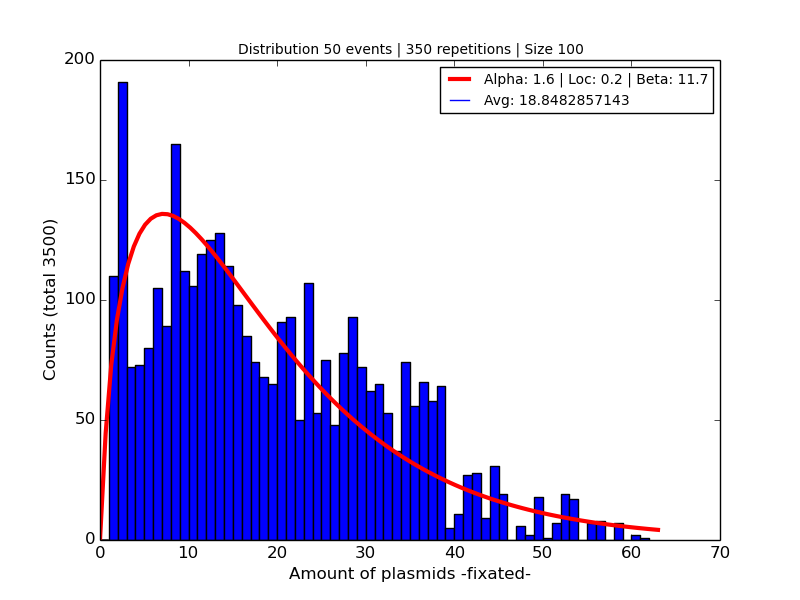 Distribution 50 events | 350 repetitions | Size 100
Alpha: 1.6 | Loc: 0.2 | Beta: 11.7
Avg: 18.8482857143
200
150
100
50
0
Counts (total 3500)
0 10 20 30 40 50 60 70
Amount of plasmids -fixated-